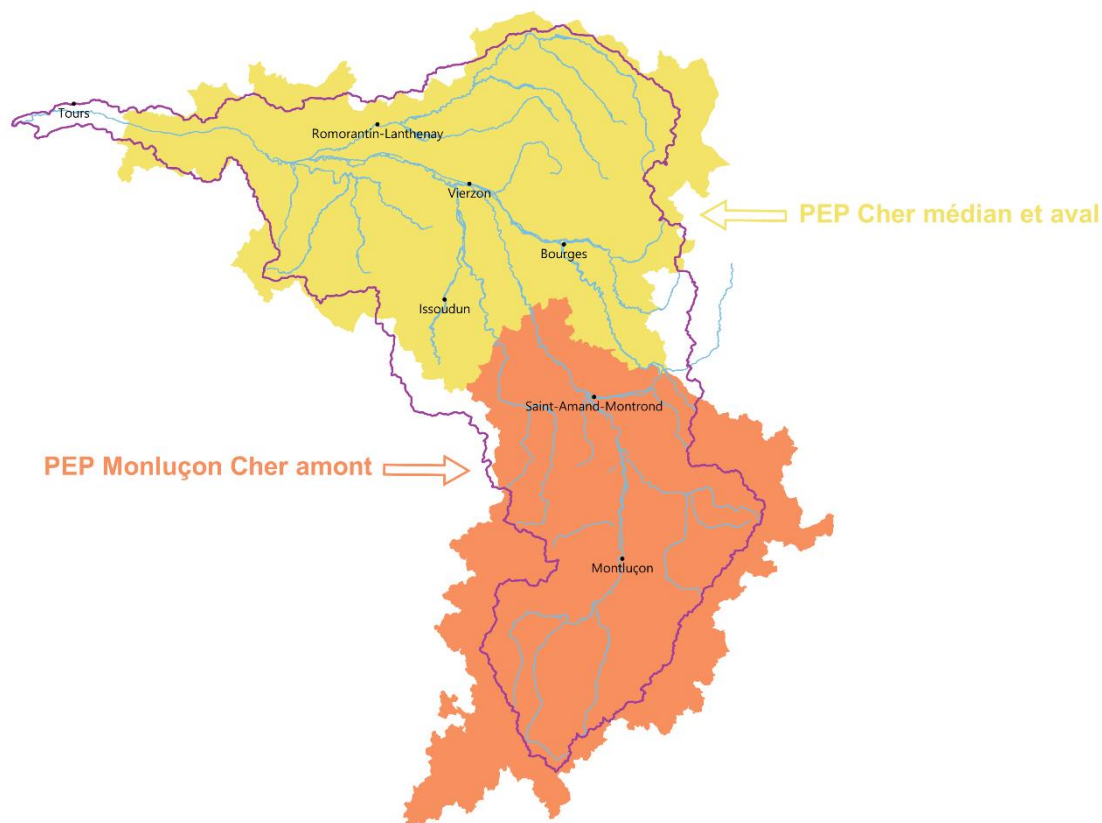 Tours
Romorantin-Lanthenay
Vierzon
PEP Cher médian et aval
Bourges
Issoudun
Saint-Amand-Montrond
PEP Monluçon Cher amont
Montluçon